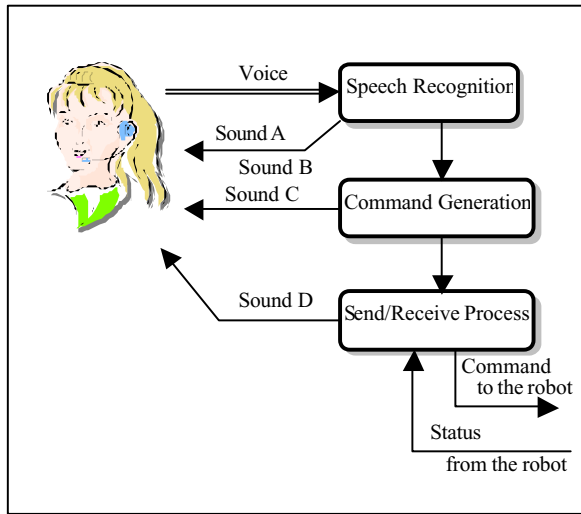 Voice
Speech Recognition
Sound A
Sound B
Sound C
Command Generation
Sound D
Send/Receive Process
Command
to the robot
Status
from the robot